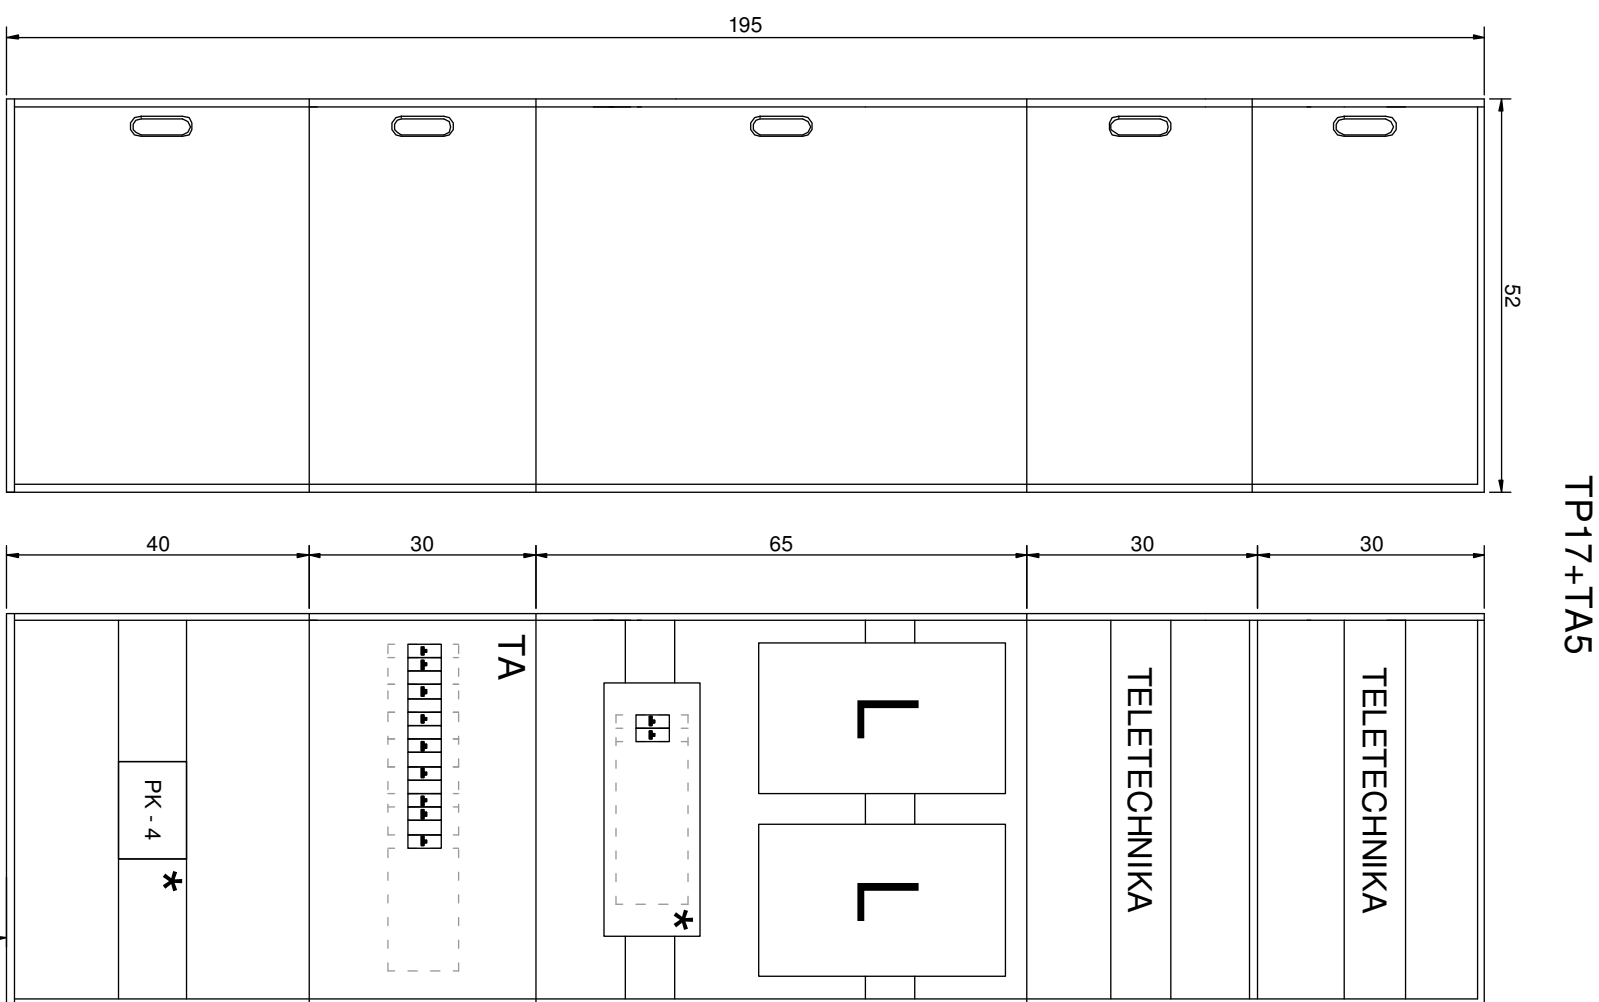 195
52
TP17+TA5
40
30
65
30
30
TA
TELETECHNIKA
TELETECHNIKA
L
L
PK - 4
*
*